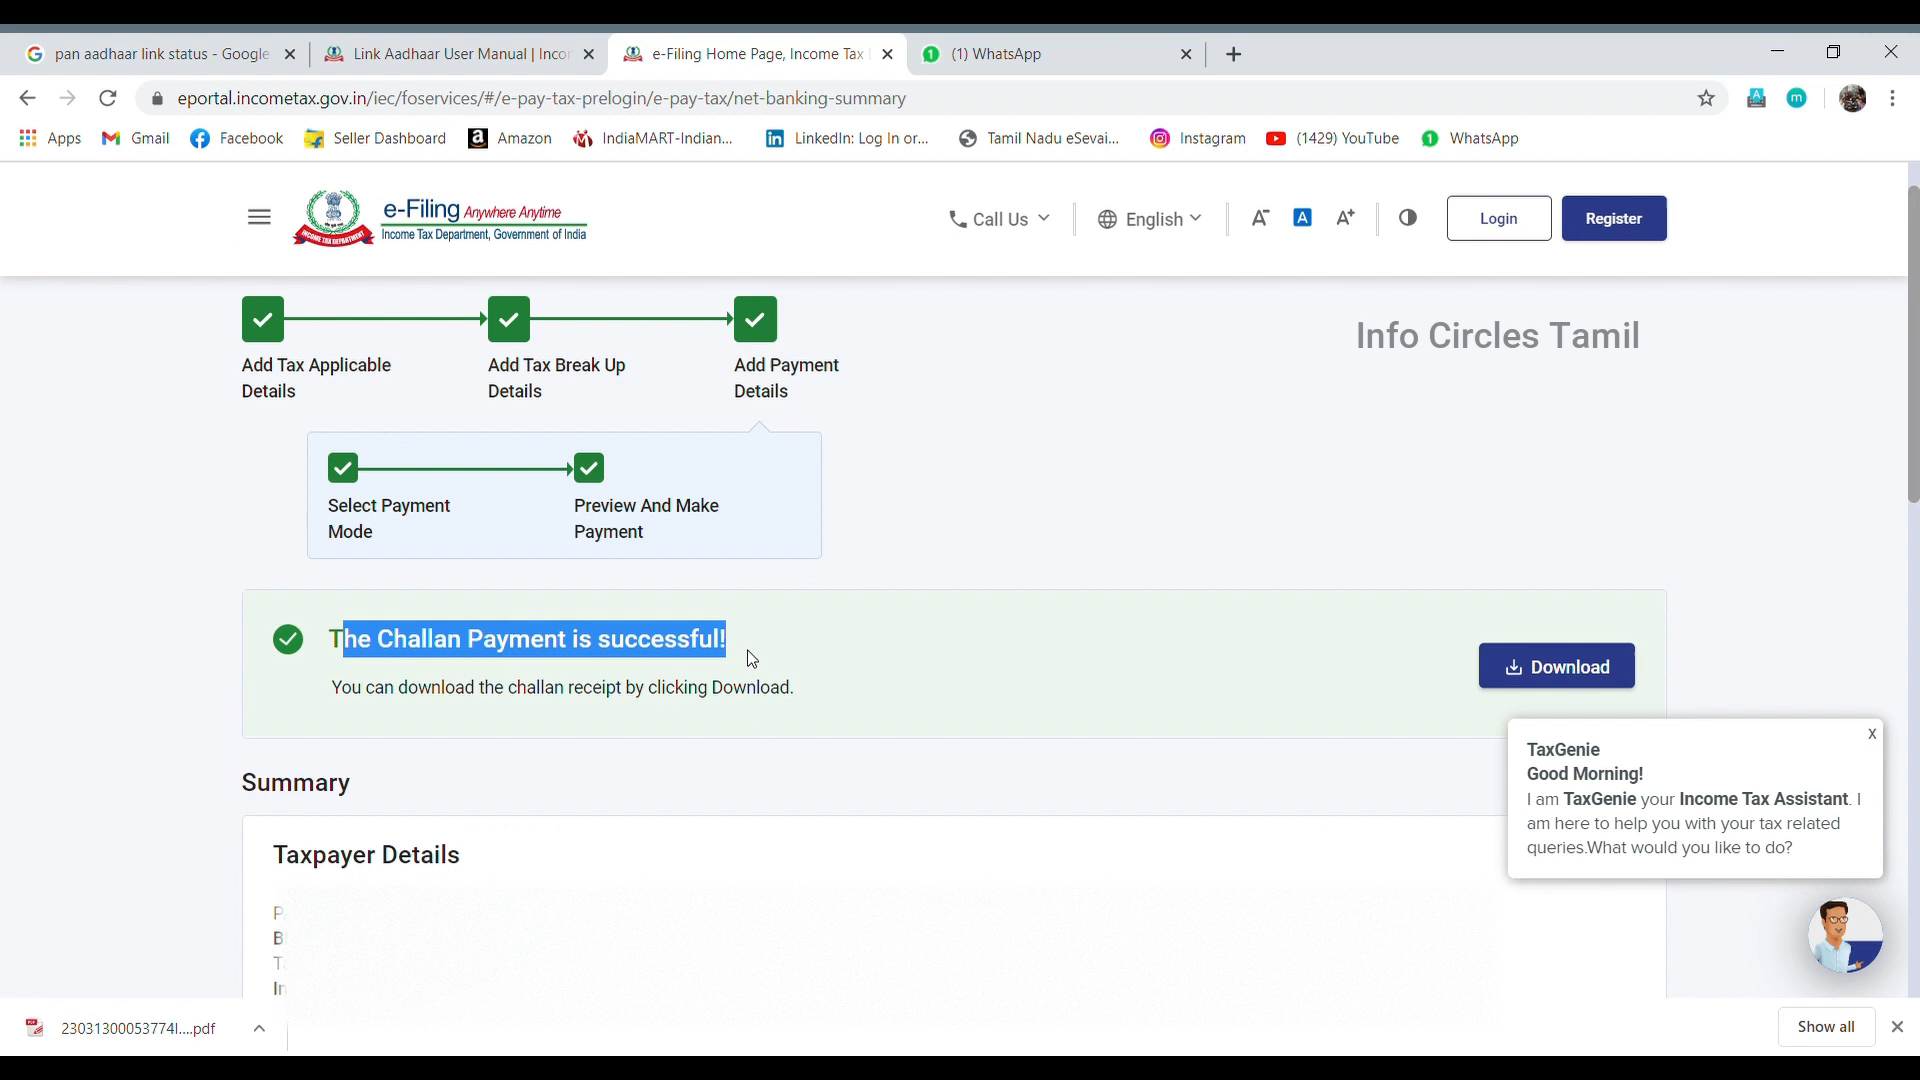 pan aadhaar link status - Google
Link Aadhaar User Manual | Incor
e-Filing Home Page, Income Tax
(1) WhatsApp
eportal.incometax.gov.in/iec/foservices/#/e-pay-tax-prelogin/e-pay-tax/net-banking-summary
Apps Gmail Facebook Seller Dashboard Amazon IndiaMART-Indian... LinkedIn: Log In or... Tamil Nadu eSevai... Instagram (1429) YouTube WhatsApp
e-Filing Anywhere Anytime
Income Tax Department, Government of India
INCOME TAX DEPARTMENT
Call Us English A- A A+ Login Register
Info Circles Tamil
Add Tax Applicable
Details
Add Tax Break Up
Details
Add Payment
Details
Select Payment
Mode
Preview And Make
Payment
The Challan Payment is successful!
You can download the challan receipt by clicking Download.
Download
Summary
Taxpayer Details
TaxGenie
X
Good Morning!
I am TaxGenie your Income Tax Assistant. I
am here to help you with your tax related
queries.What would you like to do?
23031300053774I....pdf
Show all